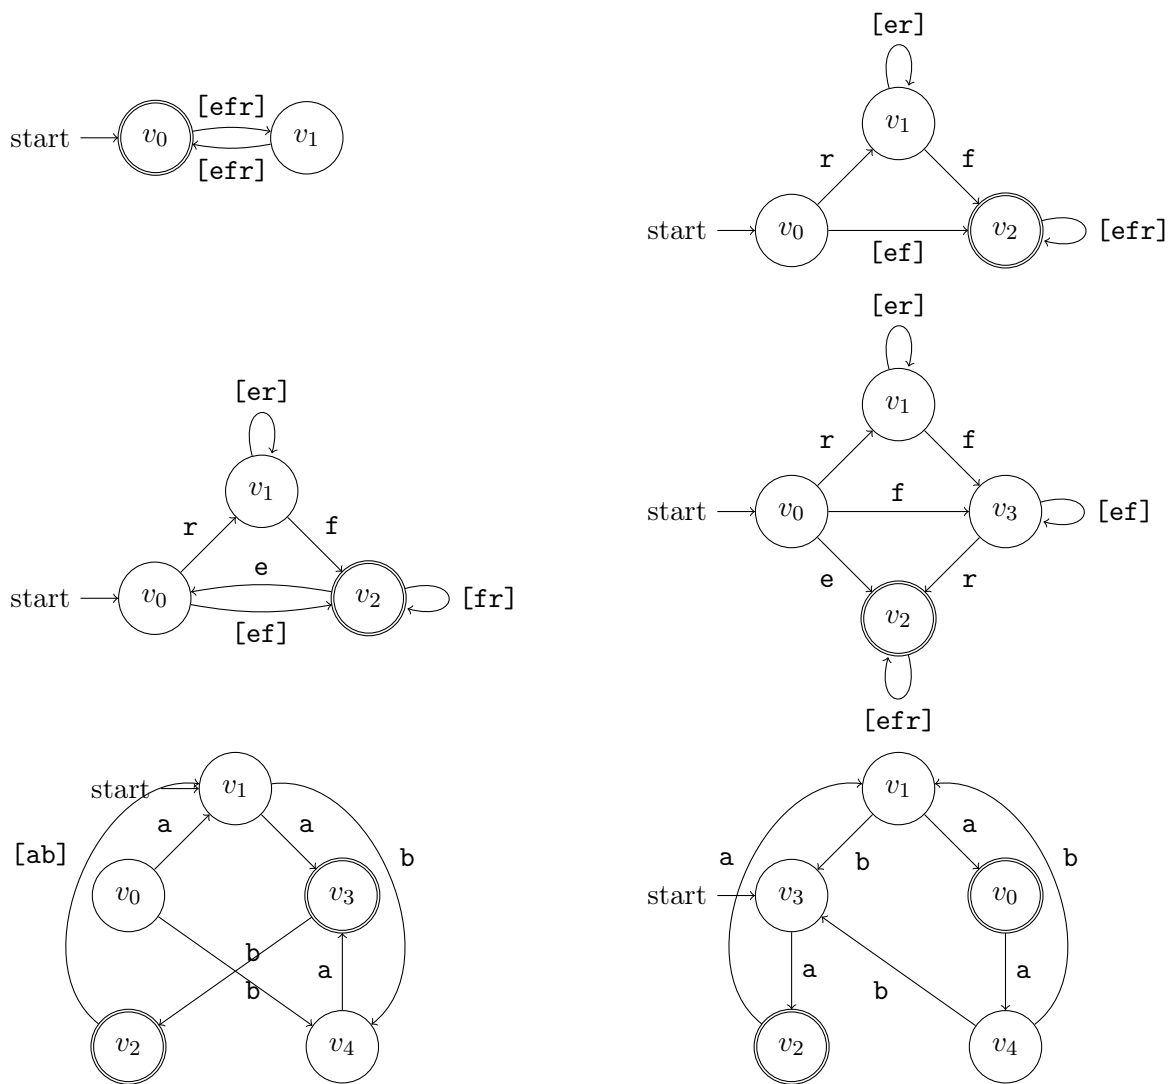 start
v0
[efr]
[efr]
v1
start
v0
r
[er]
v1
f
[ef]
v2
[efr]
start
v0
r
[er]
v1
f
e
[ef]
v2
[fr]
start
v0
r
[er]
v1
f
f
v3
[ef]
e
r
v2
[efr]
start
v1
[ab]
a
a
b
v0
v3
b
b
a
v2
v4
v1
a
b
a
b
start
v3
v0
a
a
b
v2
v4